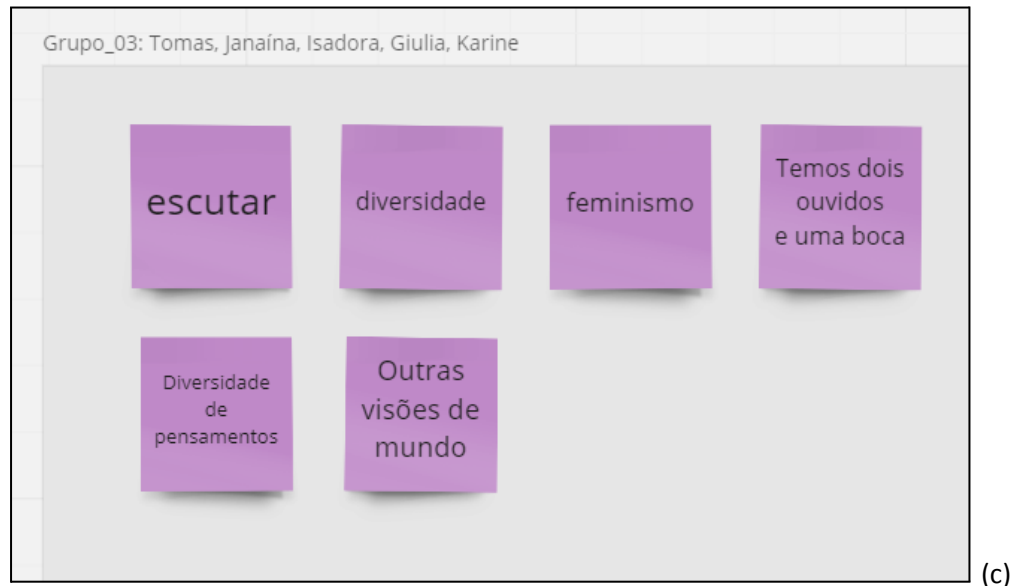 Grupo_03: Tomas, Janaína, Isadora, Giulia, Karine
escutar
diversidade
feminismo
Temos dois
ouvidos
e uma boca
Diversidade
de
pensamentos
Outras
visões de
mundo
(c)